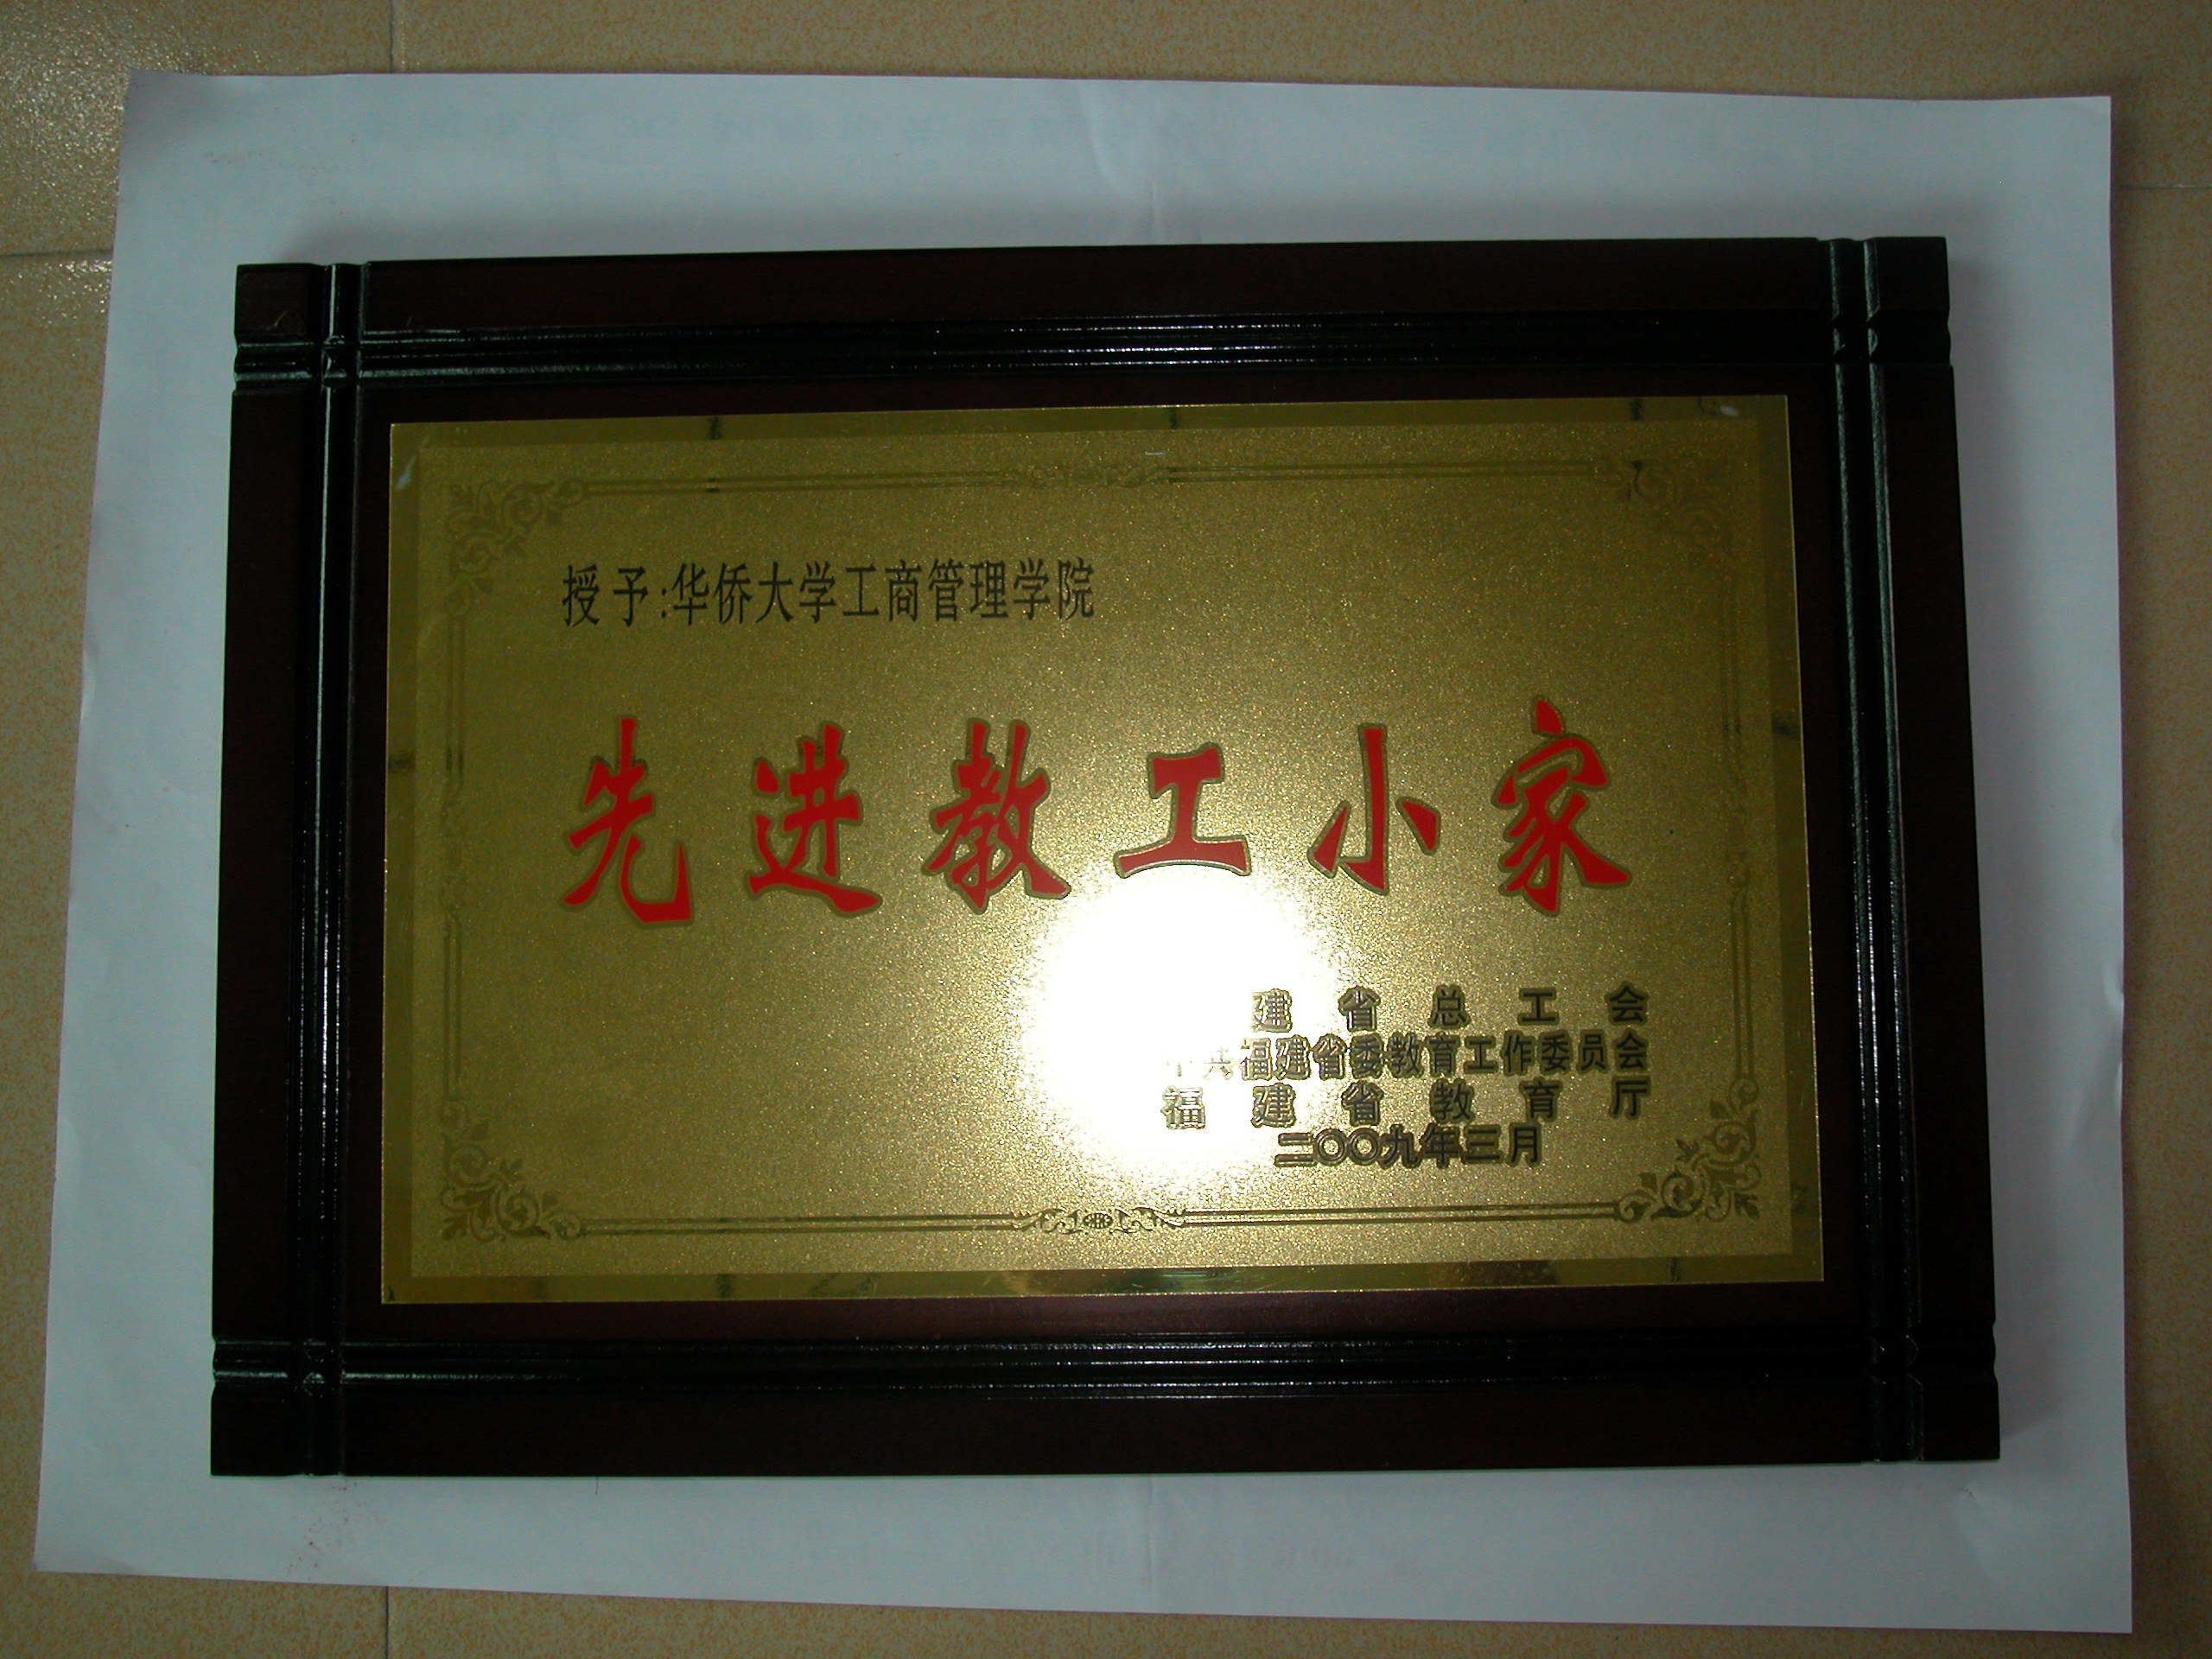 授予:华侨大学工商管理学院
先进教工小家
建省总工会
共福建省委教育工作委员会
福建省教育厅
二〇〇九年三月